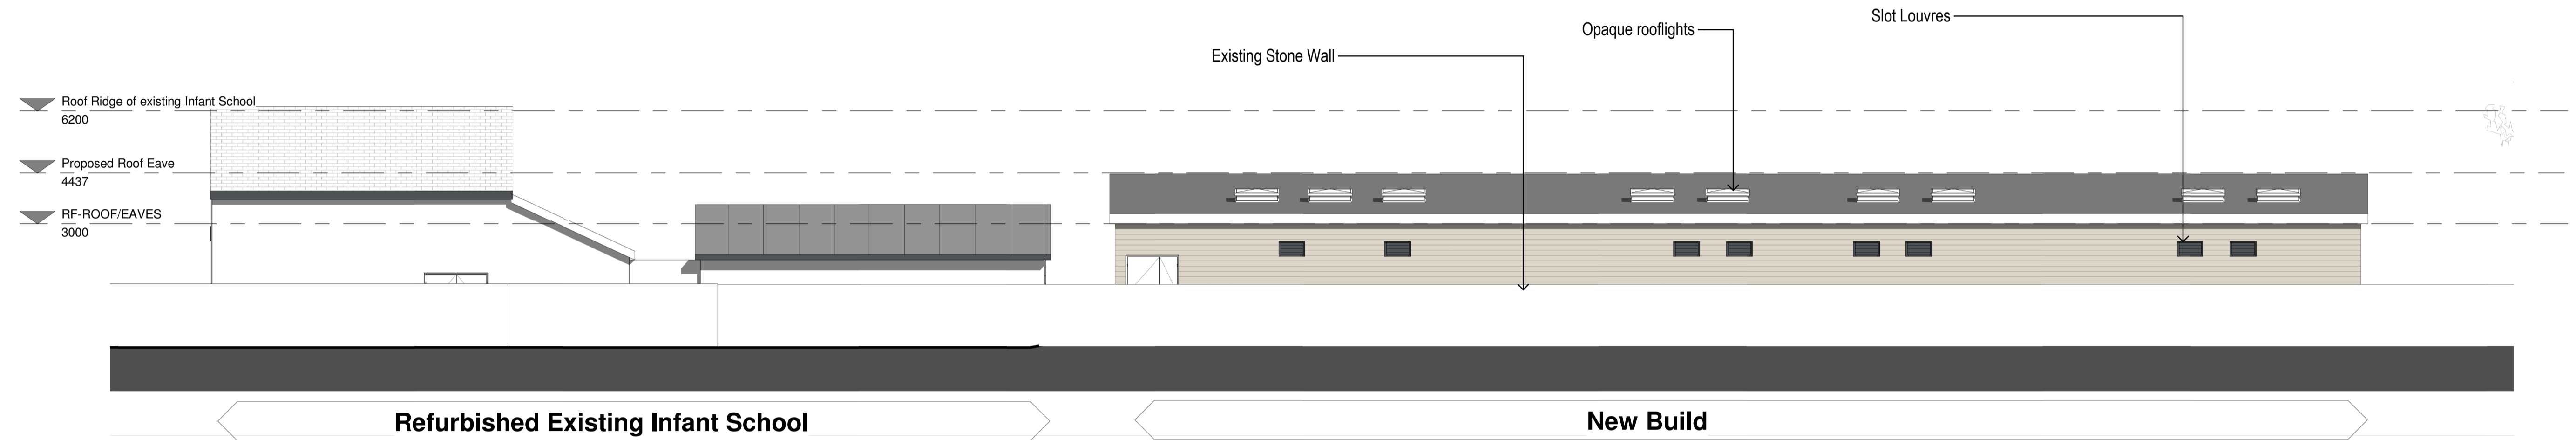 Slot Louvres
Opaque rooflights
Existing Stone Wall
Roof Ridge of existing Infant School
6200
Proposed Roof Eave
4437
RF-ROOF/EAVES
3000
Refurbished Existing Infant School
New Build